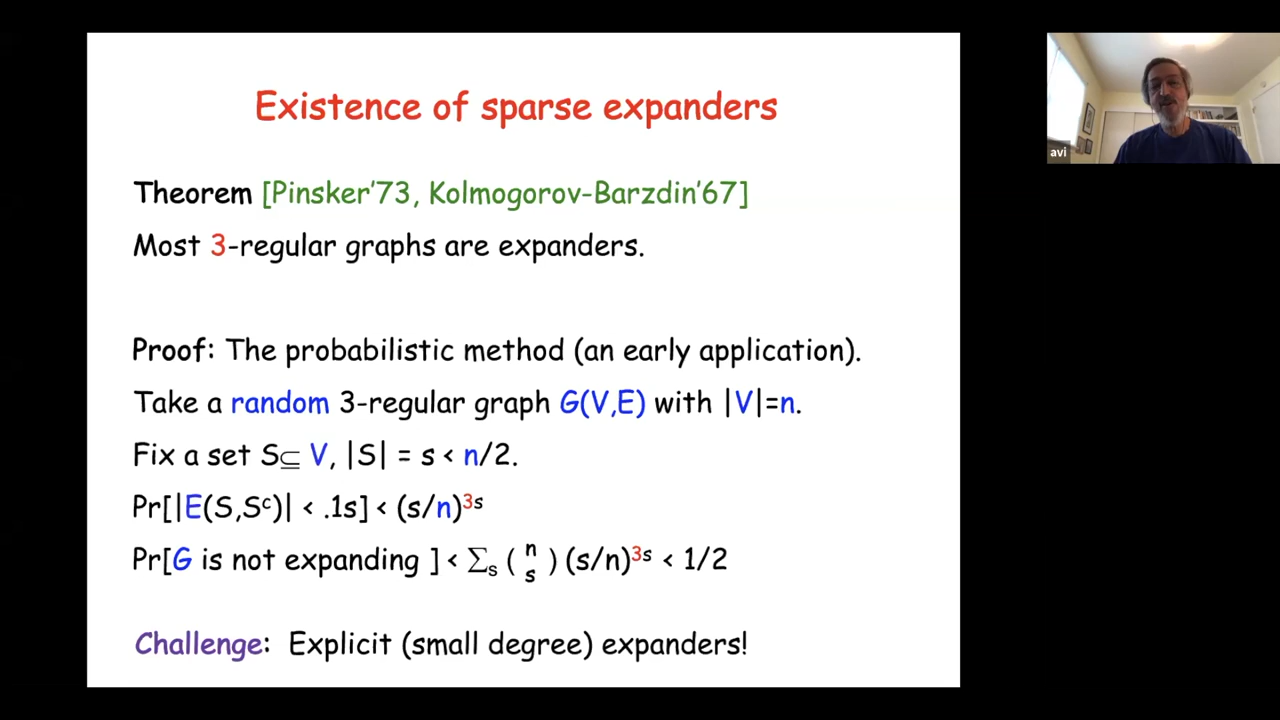 Existence of sparse expanders
avi
Theorem [Pinsker’73, Kolmogorov-Barzdin’67]
Most 3-regular graphs are expanders.
Proof: The probabilistic method (an early application).
Take a random 3-regular graph G(V,E) with |V|=n.
Fix a set S⊆ V, |S| = s < n/2.
Pr[|E(S,Sᶜ)| < .1s] < (s/n)³ˢ
Pr[G is not expanding ] < ∑ₛ ( n s ) (s/n)³ˢ < 1/2
Challenge: Explicit (small degree) expanders!